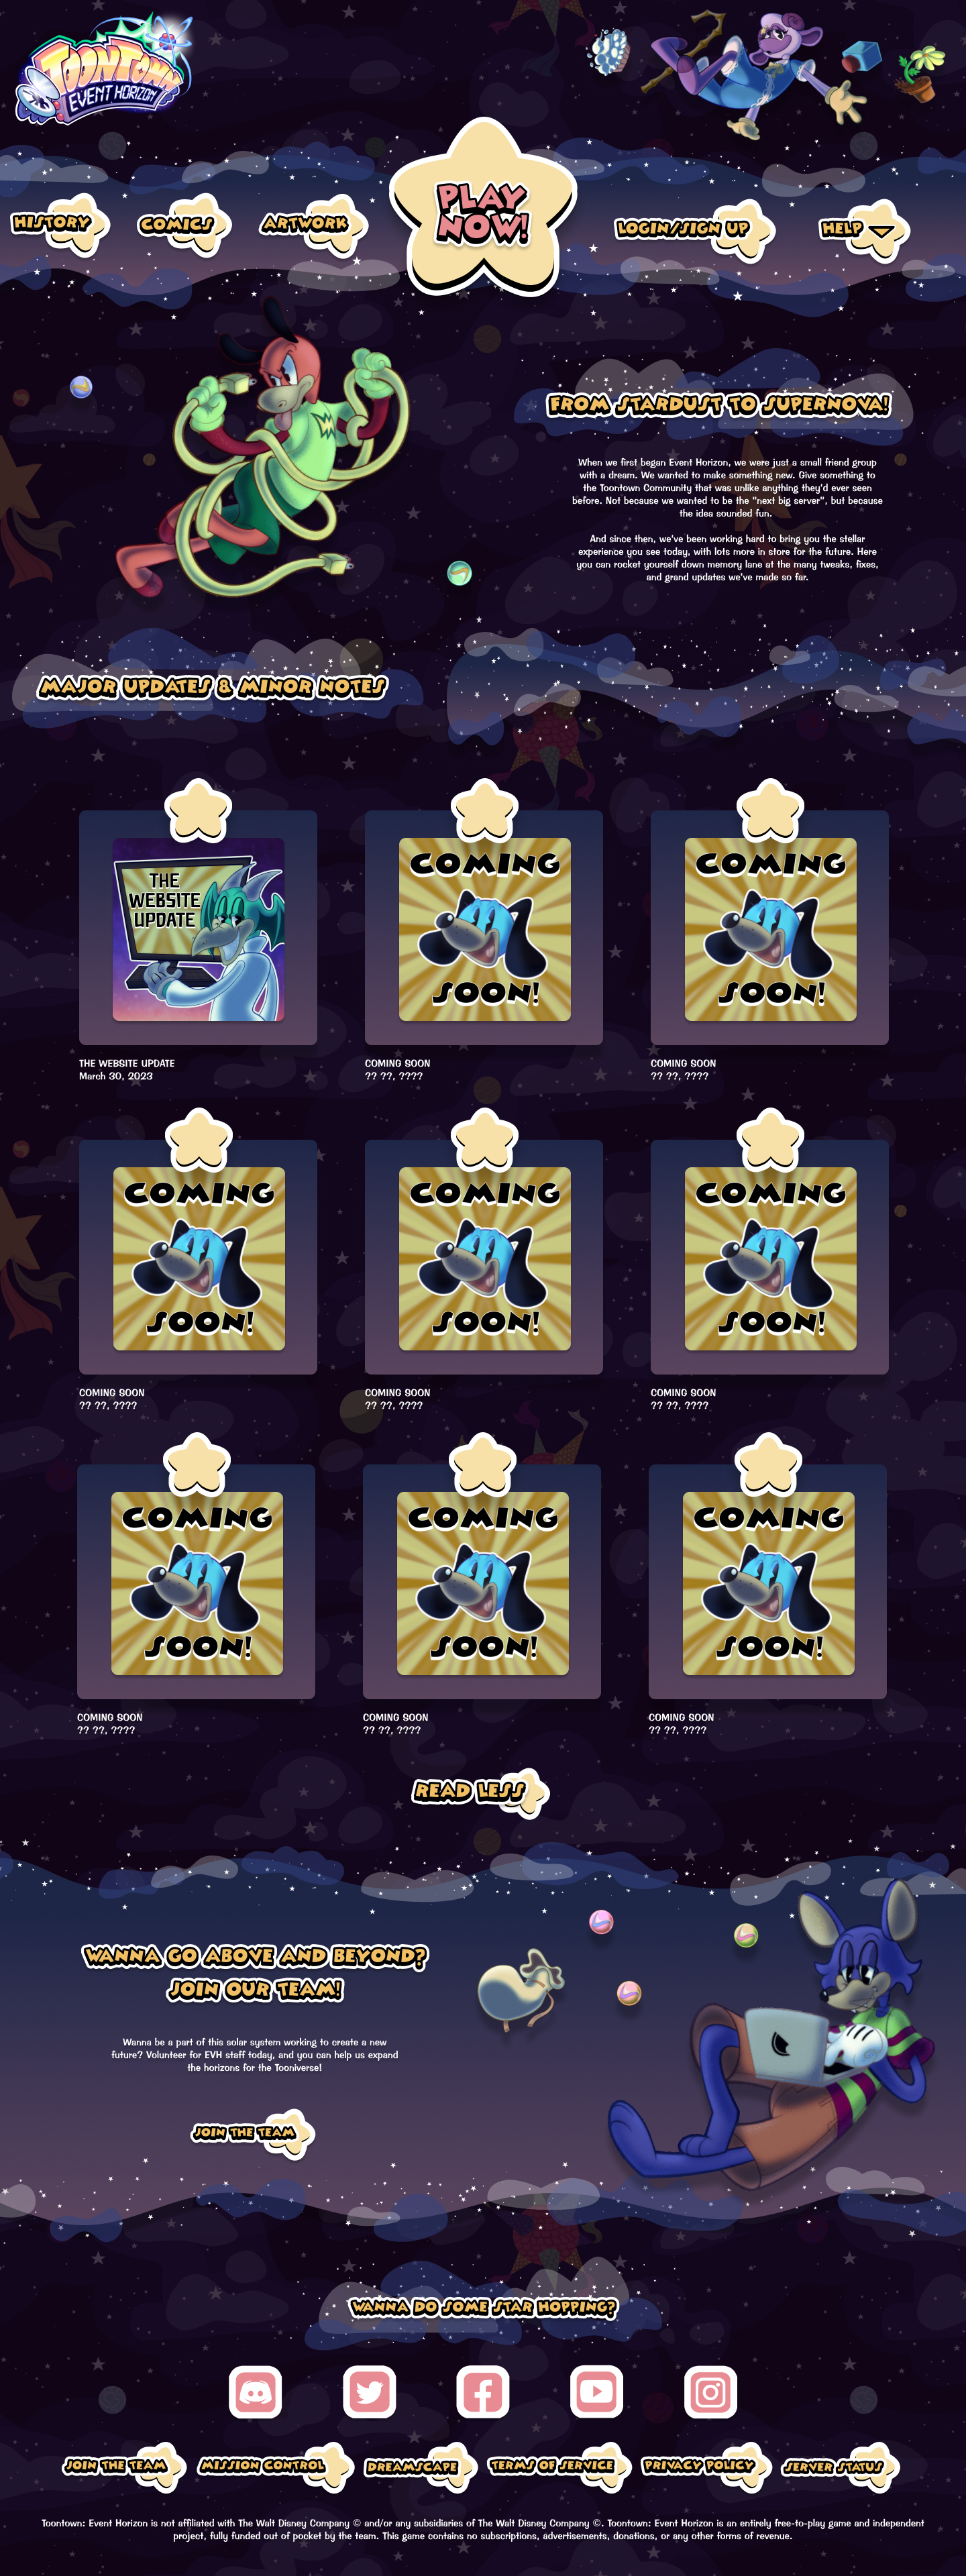 TOONTOWN
EVENT HORIZON
HISTORY
COMICS
ARTWORK
PLAY
NOW!
LOGIN/SIGN UP
HELP
FROM STARDUST TO SUPERNOVA!
When we first began Event Horizon, we were just a small friend group
with a dream. We wanted to make something new. Give something to
the Toontown Community that was unlike anything they'd ever seen
before. Not because we wanted to be the "next big server", but because
the idea sounded fun.
And since then, we've been working hard to bring you the stellar
experience you see today, with lots more in store for the future. Here
you can rocket yourself down memory lane at the many tweaks, fixes,
and grand updates we've made so far.
MAJOR UPDATES & MINOR NOTES
THE
WEBSITE
UPDATE
THE WEBSITE UPDATE
March 30, 2023
COMING
SOON!
COMING SOON
?? ??, ????
COMING
SOON!
COMING SOON
?? ??, ????
COMING
SOON!
COMING SOON
?? ??, ????
COMING
SOON!
COMING SOON
?? ??, ????
COMING
SOON!
COMING SOON
?? ??, ????
COMING
SOON!
COMING SOON
?? ??, ????
COMING
SOON!
COMING SOON
?? ??, ????
COMING
SOON!
COMING SOON
?? ??, ????
READ LESS
WANNA GO ABOVE AND BEYOND?
JOIN OUR TEAM!
Wanna be a part of this solar system working to create a new
future? Volunteer for EVH staff today, and you can help us expand
the horizons for the Tooniverse!
JOIN THE TEAM
WANNA DO SOME STAR HOPPING?
JOIN THE TEAM
MISSION CONTROL
DREAMSCAPE
TERMS OF SERVICE
PRIVACY POLICY
SERVER STATUS
Toontown: Event Horizon is not affiliated with The Walt Disney Company © and/or any subsidiaries of The Walt Disney Company ©. Toontown: Event Horizon is an entirely free-to-play game and independent
project, fully funded out of pocket by the team. This game contains no subscriptions, advertisements, donations, or any other forms of revenue.